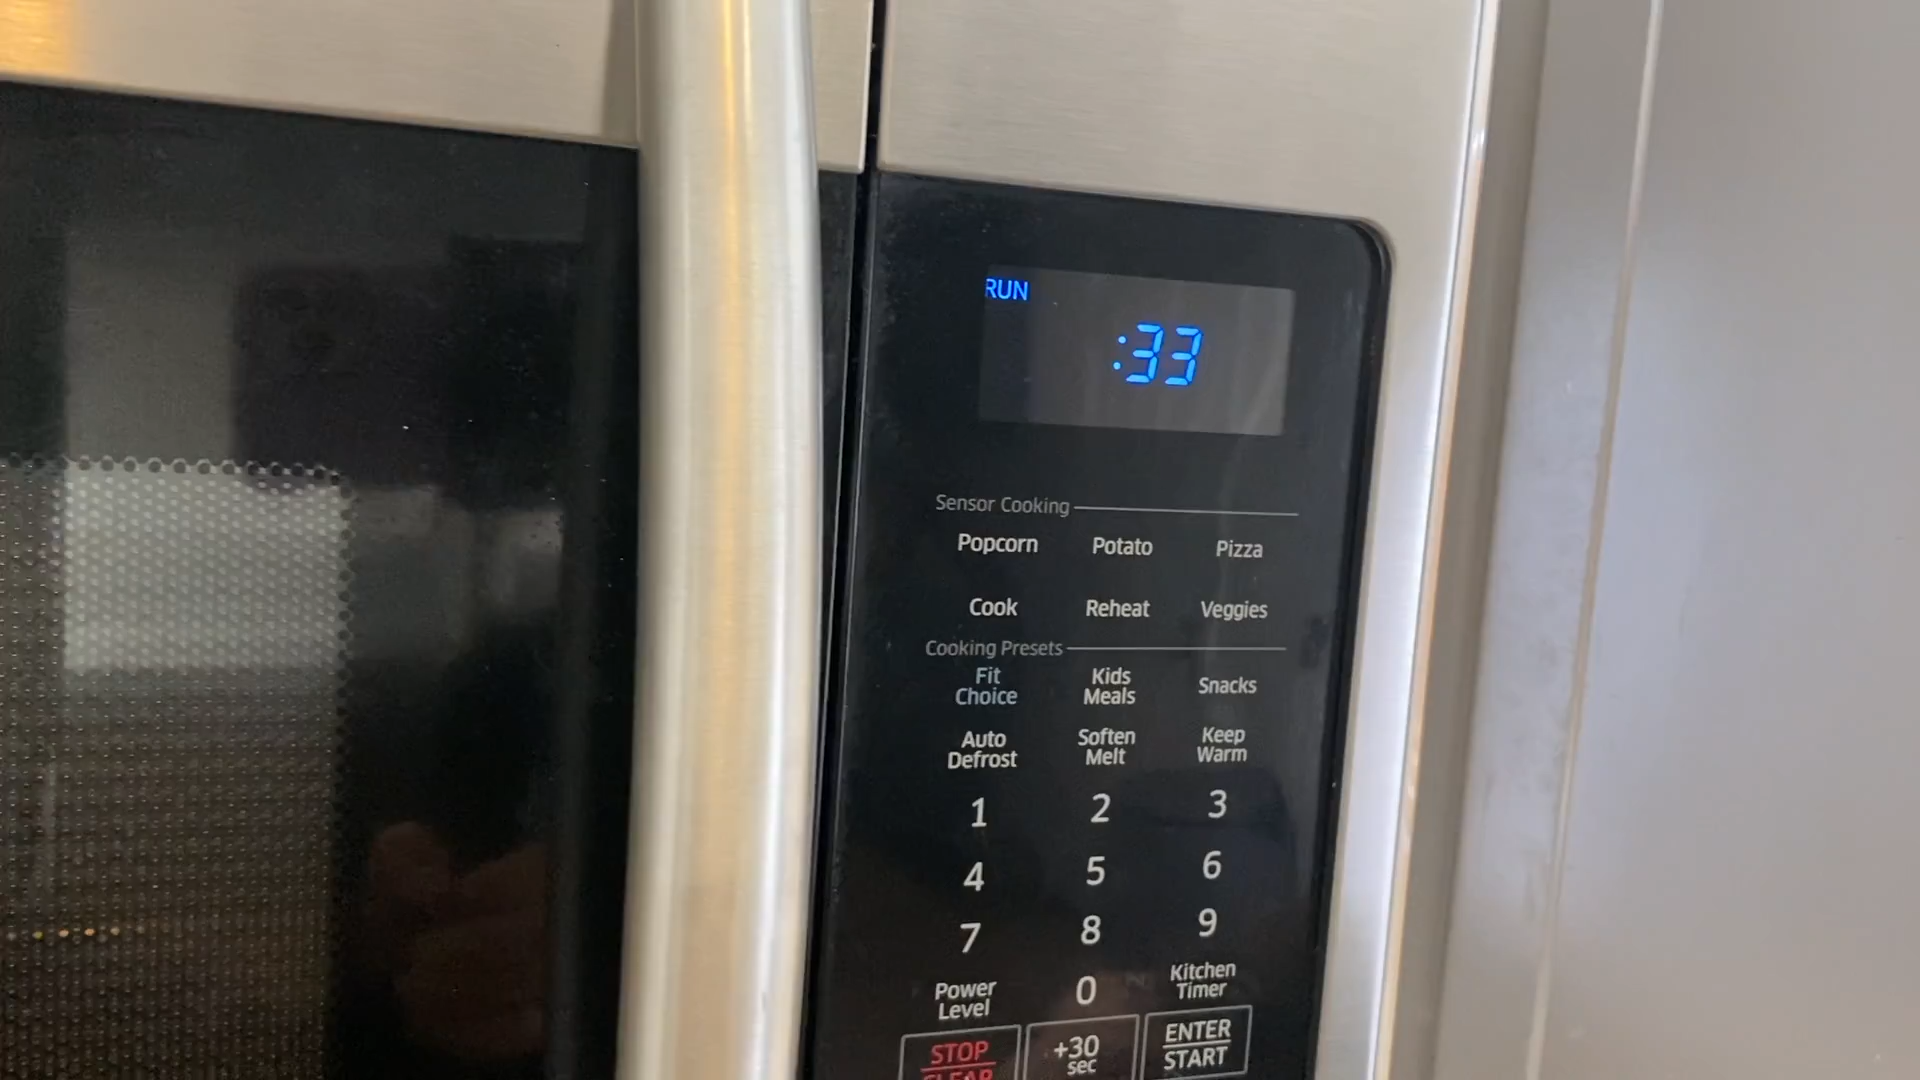 RUN
:33
Sensor Cooking
Popcorn Potato Pizza
Cook Reheat Veggies
Cooking Presets
Fit Choice Kids Meals Snacks
Auto Defrost Soften Melt Keep Warm
1 2 3
4 5 6
7 8 9
Power Level 0 Kitchen Timer
STOP CLEAR +30 sec ENTER START